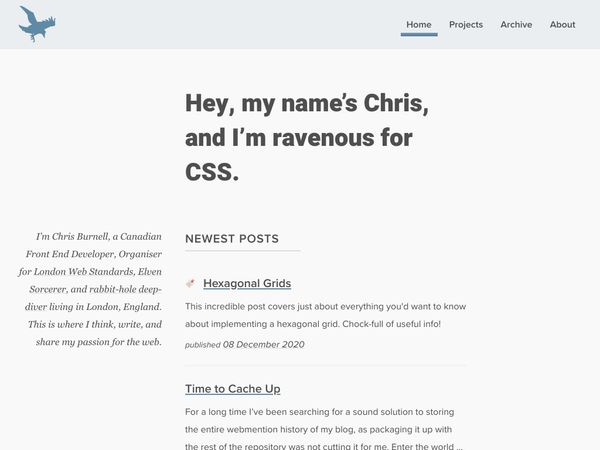 Home Projects Archive About
Hey, my name’s Chris,
and I’m ravenous for
CSS.
I’m Chris Burnell, a Canadian
Front End Developer, Organiser
for London Web Standards, Elven
Sorcerer, and rabbit-hole deep-
diver living in London, England.
This is where I think, write, and
share my passion for the web.
NEWEST POSTS
Hexagonal Grids
This incredible post covers just about everything you'd want to know
about implementing a hexagonal grid. Chock-full of useful info!
published 08 December 2020
Time to Cache Up
For a long time I’ve been searching for a sound solution to storing
the entire webmention history of my blog, as packaging it up with
the rest of the repository was not cutting it for me. Enter the world ...